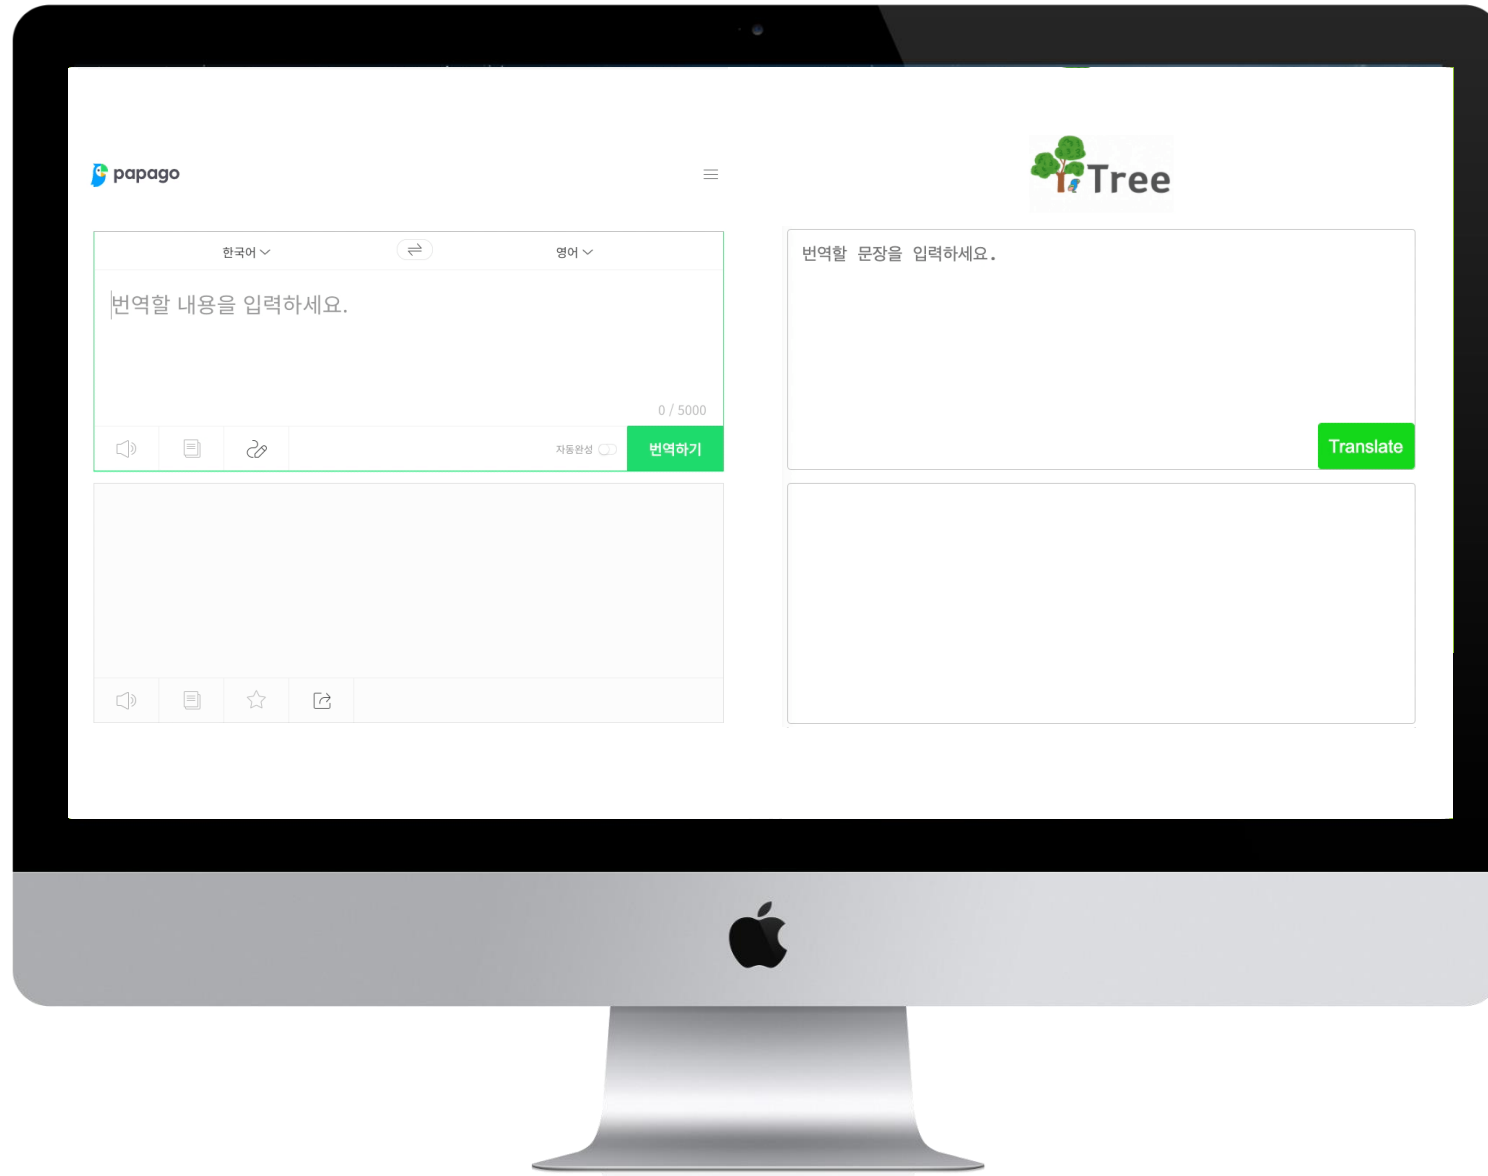 papago
한국어
영어
번역할 내용을 입력하세요.
0 / 5000
자동완성
번역하기
Tree
번역할 문장을 입력하세요.
Translate